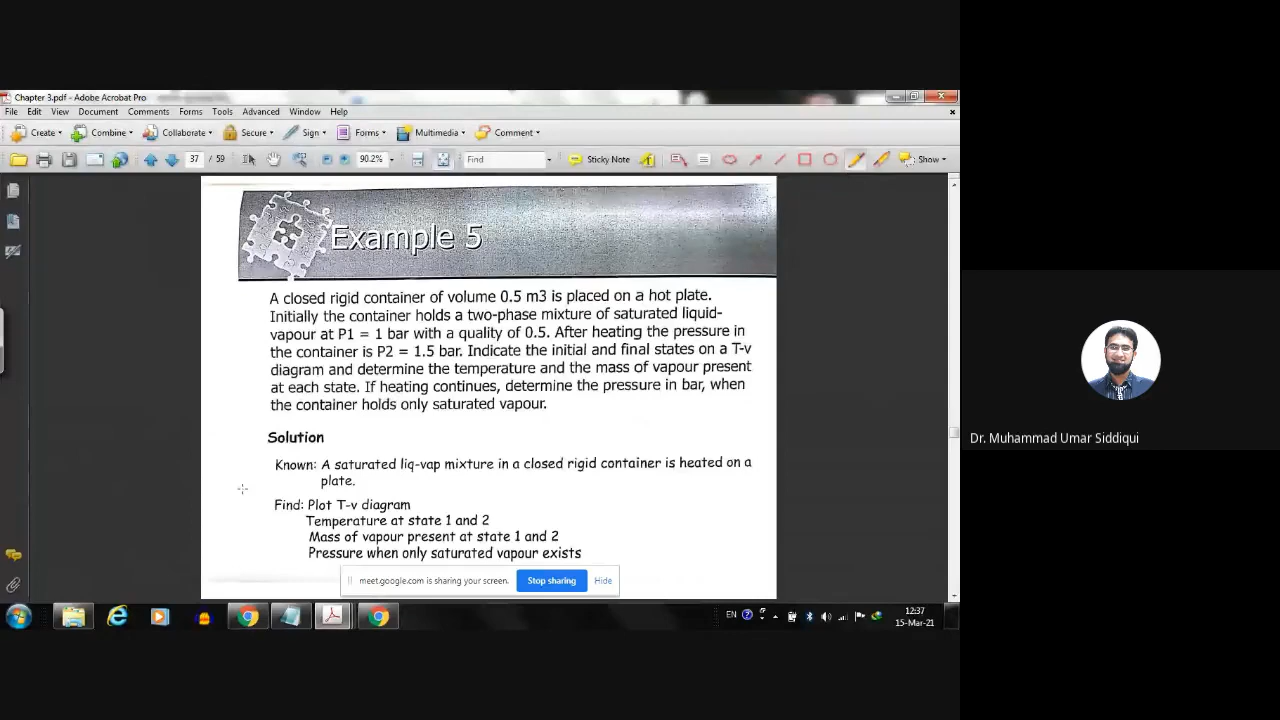 Chapter 3.pdf - Adobe Acrobat Pro
File Edit View Document Comments Forms Tools Advanced Window Help
Create Combine Collaborate Secure Sign Forms Multimedia Comment
37 / 59 90.2% Find Sticky Note Show
Example 5
A closed rigid container of volume 0.5 m3 is placed on a hot plate.
Initially the container holds a two-phase mixture of saturated liquid-
vapour at P1 = 1 bar with a quality of 0.5. After heating the pressure in
the container is P2 = 1.5 bar. Indicate the initial and final states on a T-v
diagram and determine the temperature and the mass of vapour present
at each state. If heating continues, determine the pressure in bar, when
the container holds only saturated vapour.
Solution
Known: A saturated liq-vap mixture in a closed rigid container is heated on a
plate.
Find: Plot T-v diagram
Temperature at state 1 and 2
Mass of vapour present at state 1 and 2
Pressure when only saturated vapour exists
meet.google.com is sharing your screen. Stop sharing Hide
EN 12:37
15-Mar-21
Dr. Muhammad Umar Siddiqui